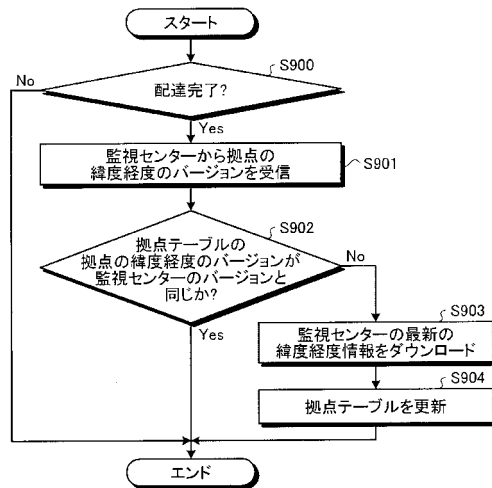 スタート
S900
配達完了?
No
Yes
監視センターから拠点の
緯度経度のバージョンを受信
S901
S902
拠点テーブルの
拠点の緯度経度のバージョンが
監視センターのバージョンと
同じか?
No
Yes
S903
監視センターの最新の
緯度経度情報をダウンロード
S904
拠点テーブルを更新
エンド